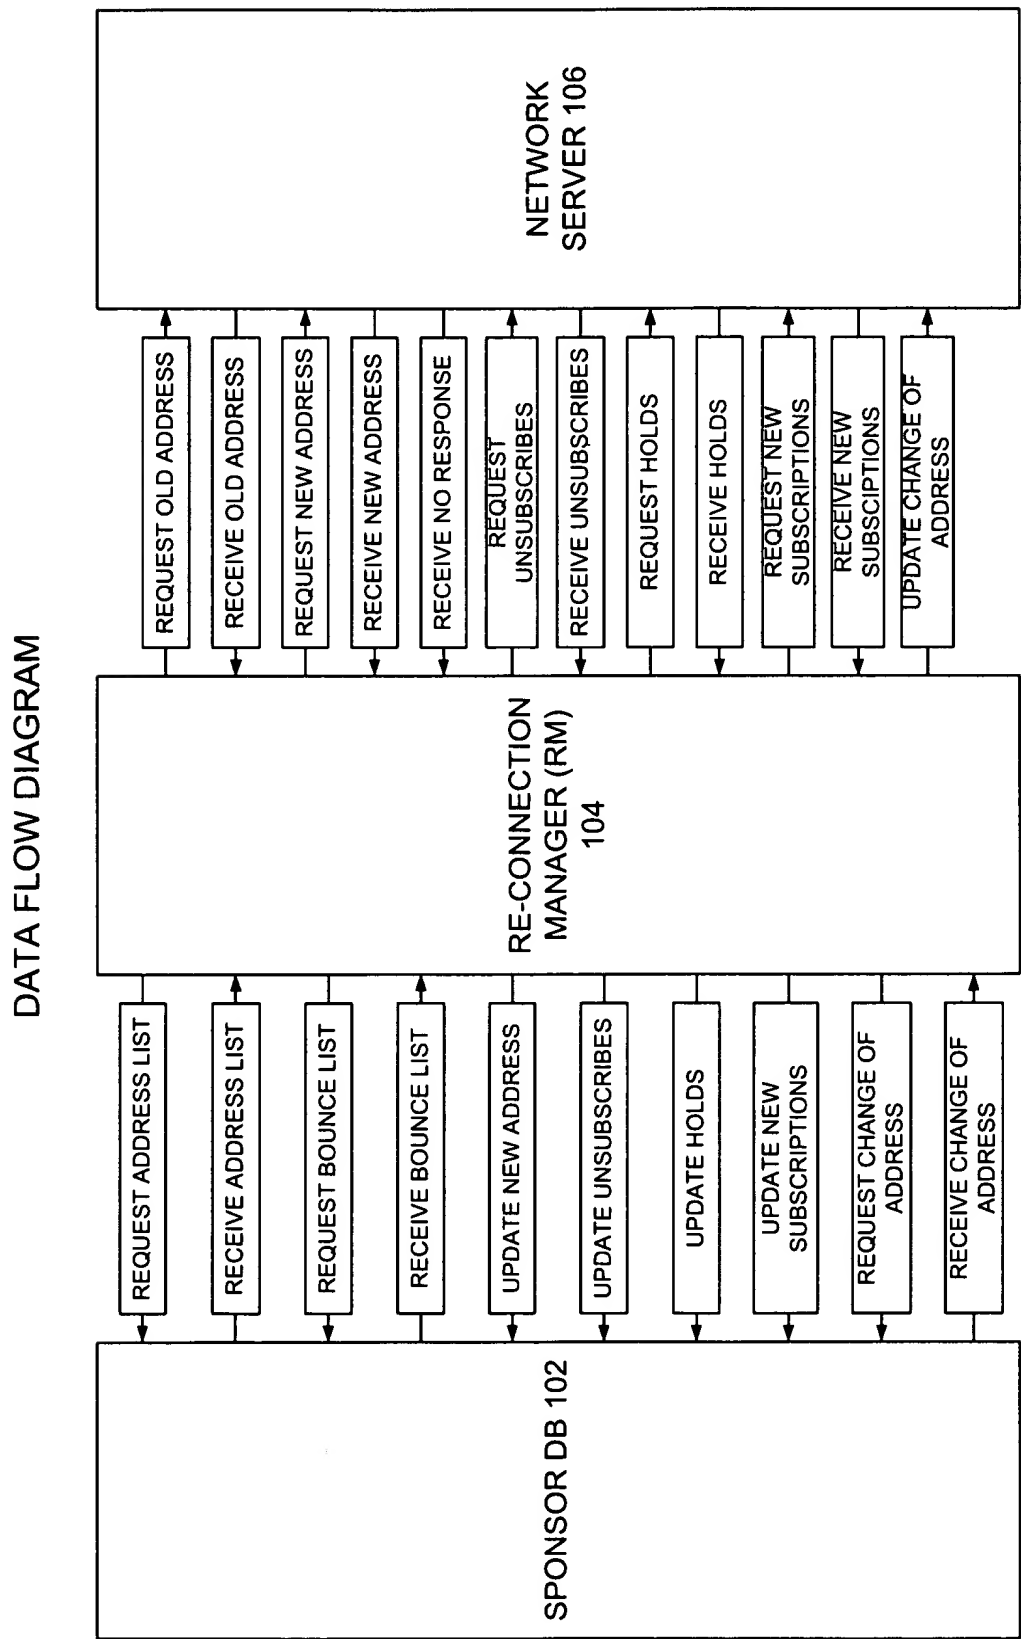 DATA FLOW DIAGRAM
SPONSOR DB 102
REQUEST ADDRESS LIST
RECEIVE ADDRESS LIST
REQUEST BOUNCE LIST
RECEIVE BOUNCE LIST
UPDATE NEW ADDRESS
UPDATE UNSUBSCRIBES
UPDATE HOLDS
UPDATE NEW
SUBSCRIPTIONS
REQUEST CHANGE OF
ADDRESS
RECEIVE CHANGE OF
ADDRESS
RE-CONNECTION
MANAGER (RM)
104
REQUEST OLD ADDRESS
RECEIVE OLD ADDRESS
REQUEST NEW ADDRESS
RECEIVE NEW ADDRESS
RECEIVE NO RESPONSE
REQUEST
UNSUBSCRIBES
RECEIVE UNSUBSCRIBES
REQUEST HOLDS
RECEIVE HOLDS
REQUEST NEW
SUBSCRIPTIONS
RECEIVE NEW
SUBSCIPTIONS
UPDATE CHANGE OF
ADDRESS
NETWORK
SERVER 106